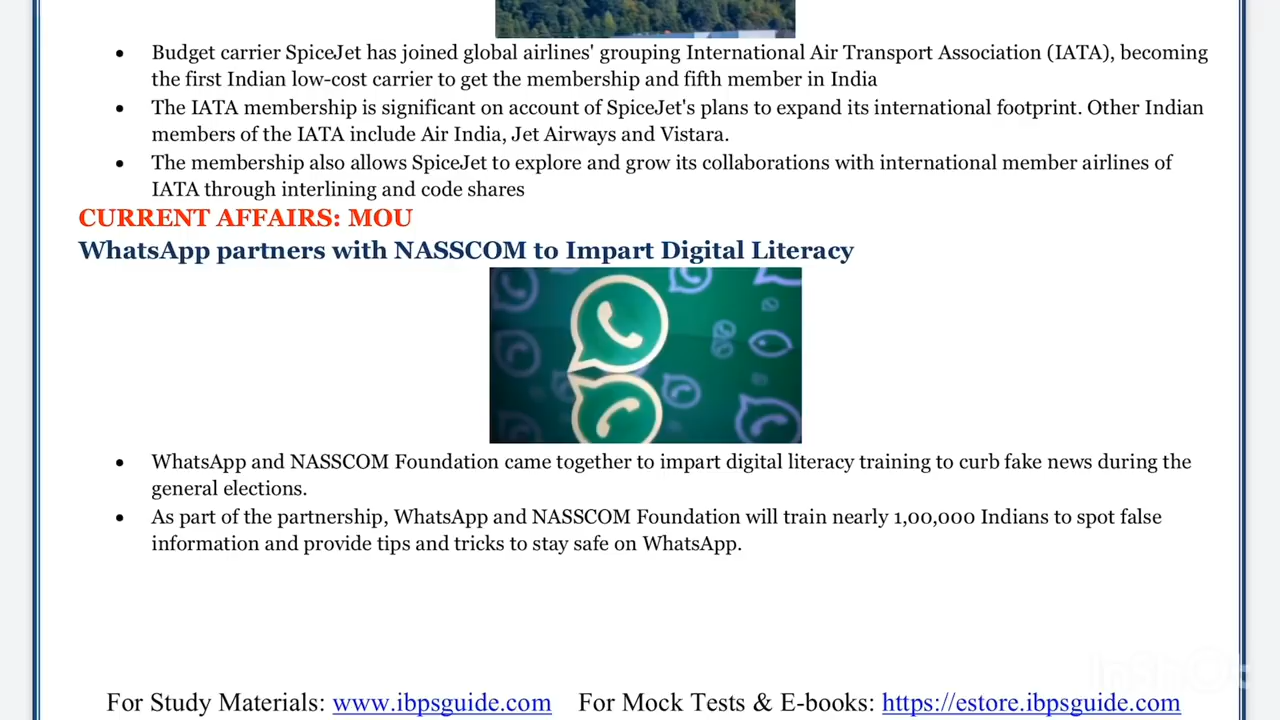 Budget carrier SpiceJet has joined global airlines' grouping International Air Transport Association (IATA), becoming
the first Indian low-cost carrier to get the membership and fifth member in India
The IATA membership is significant on account of SpiceJet's plans to expand its international footprint. Other Indian
members of the IATA include Air India, Jet Airways and Vistara.
The membership also allows SpiceJet to explore and grow its collaborations with international member airlines of
IATA through interlining and code shares
CURRENT AFFAIRS: MOU
WhatsApp partners with NASSCOM to Impart Digital Literacy
WhatsApp and NASSCOM Foundation came together to impart digital literacy training to curb fake news during the
general elections.
As part of the partnership, WhatsApp and NASSCOM Foundation will train nearly 1,00,000 Indians to spot false
information and provide tips and tricks to stay safe on WhatsApp.
For Study Materials: www.ibpsguide.com For Mock Tests & E-books: https://estore.ibpsguide.com